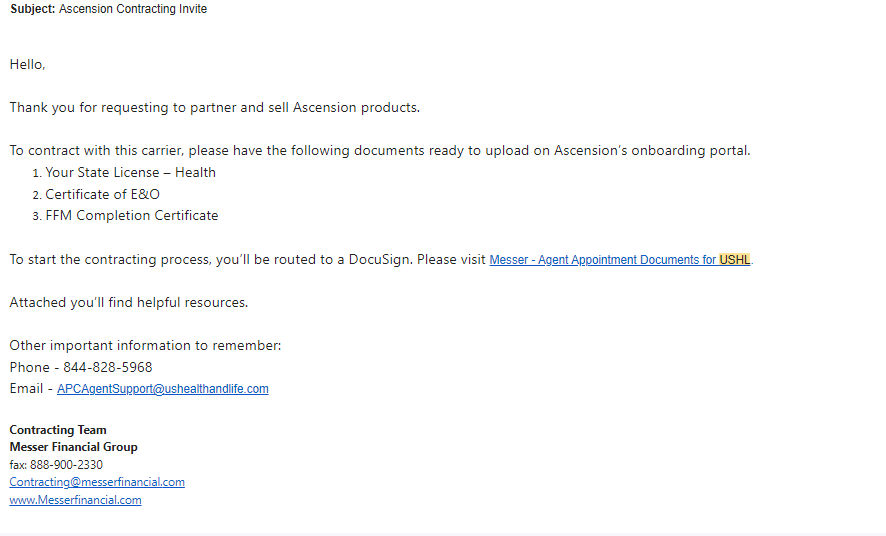 Subject: Ascension Contracting Invite
Hello,
Thank you for requesting to partner and sell Ascension products.
To contract with this carrier, please have the following documents ready to upload on Ascension's onboarding portal.
1. Your State License – Health
2. Certificate of E&O
3. FFM Completion Certificate
To start the contracting process, you'll be routed to a DocuSign. Please visit Messer - Agent Appointment Documents for USHL.
Attached you'll find helpful resources.
Other important information to remember:
Phone - 844-828-5968
Email - APCAgentSupport@ushealthandlife.com
Contracting Team
Messer Financial Group
fax: 888-900-2330
Contracting@messerfinancial.com
www.Messerfinancial.com